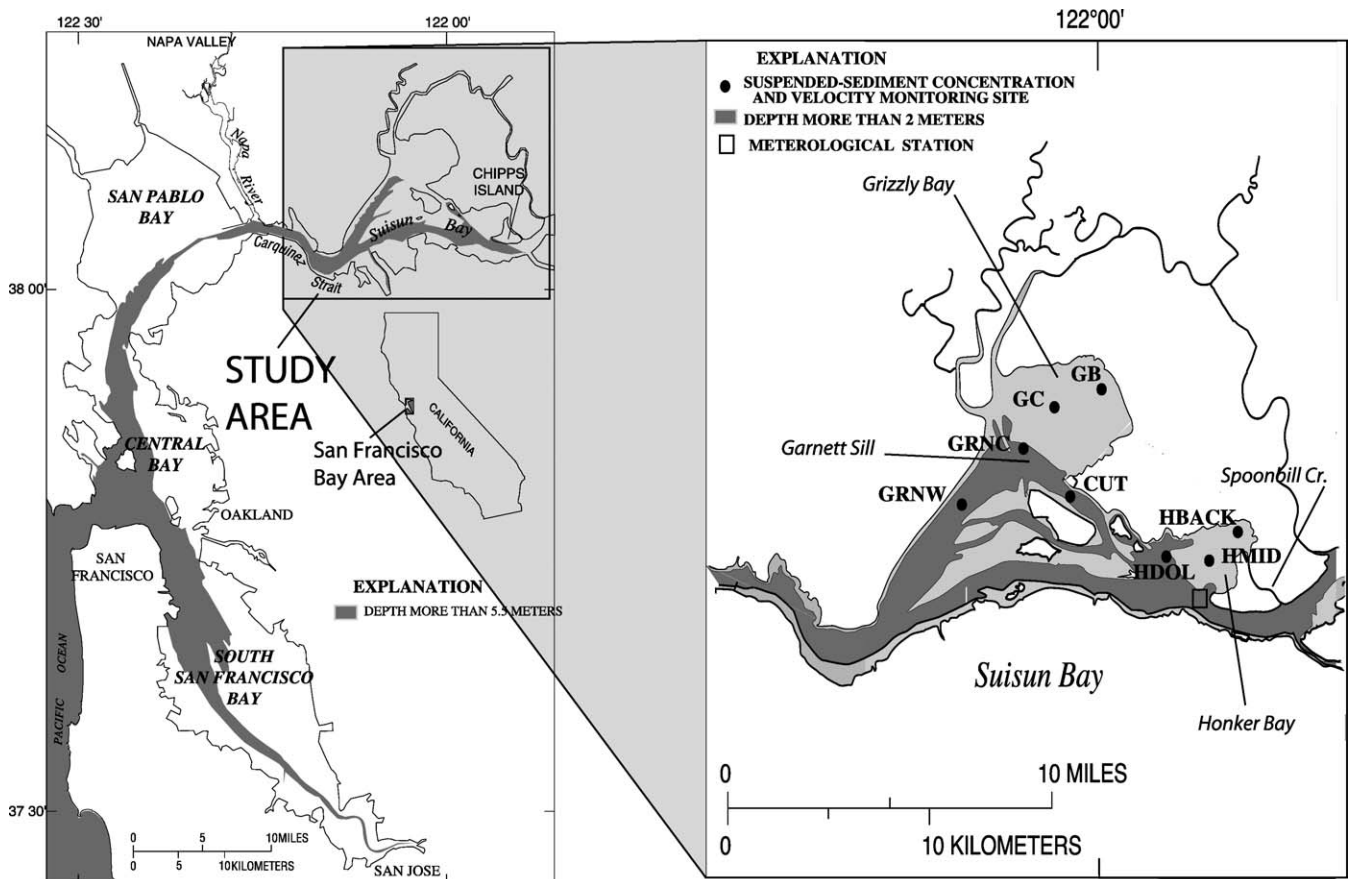 122 30'
122 00'
NAPA VALLEY
Napa
River
SAN PABLO
BAY
Carquinez
Strait
Suisun
Bay
CHIPPS
ISLAND
38 00'
STUDY
AREA
CALIFORNIA
San Francisco
Bay Area
CENTRAL
BAY
OAKLAND
SAN
FRANCISCO
EXPLANATION
DEPTH MORE THAN 5.5 METERS
PACIFIC OCEAN
SOUTH
SAN FRANCISCO
BAY
37 30'
0 5 10MILES
0 5 10KILOMETERS
SAN JOSE
122°00'
EXPLANATION
SUSPENDED-SEDIMENT CONCENTRATION
AND VELOCITY MONITORING SITE
DEPTH MORE THAN 2 METERS
METEROLOGICAL STATION
Grizzly Bay
GB
GC
GRNC
Garnett Sill
GRNW
CUT
Spoonbill Cr.
HBACK
HMID
HDOL
Suisun Bay
Honker Bay
0 10 MILES
0 10 KILOMETERS